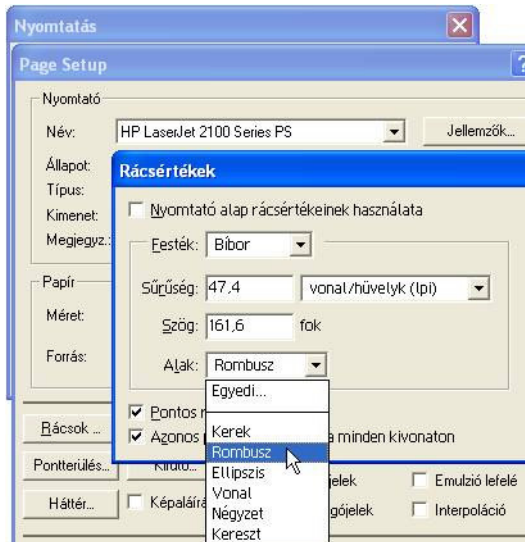 Nyomtatás
Page Setup
Nyomtató
Név: HP LaserJet 2100 Series PS Jellemzők...
Állapot:
Típus:
Kimenet:
Megjegyz.:
Papír
Méret:
Forrás:
Rácsértékek
Nyomtató alap rácsértékeinek használata
Festék: Bíbor
Sűrűség: 47,4 vonal/hüvelyk (lpi)
Szög: 161,6 fok
Alak: Rombusz
Egyedi...
Kerek
Rombusz
Ellipszis
Vonal
Négyzet
Kereszt
Pontos
Azonos a minden kivonaton
Rácsok ...
Pontterülés...
Háttér... Képaláírá
jelek Emulzió lefelé
gójelek Interpoláció